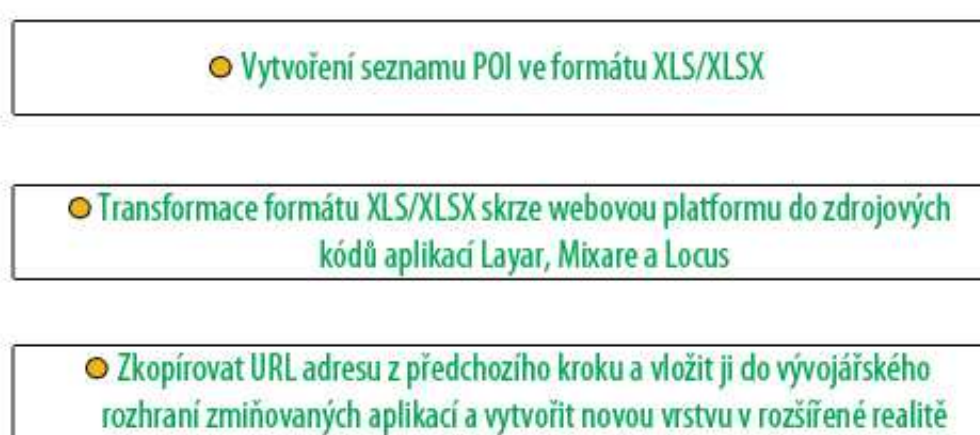 Vytvoření seznamu POI ve formátu XLS/XLSX
Transformace formátu XLS/XLSX skrze webovou platformu do zdrojových
kódů aplikací Layar, Mixare a Locus
Zkopírovat URL adresu z předchozího kroku a vložit ji do vývojářského
rozhraní zmiňovaných aplikací a vytvořit novou vrstvu v rozšířené realitě